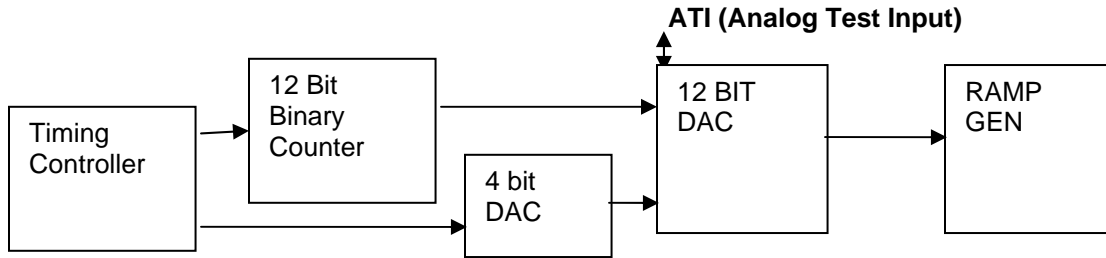 ATI (Analog Test Input)
Timing
Controller
12 Bit
Binary
Counter
4 bit
DAC
12 BIT
DAC
RAMP
GEN